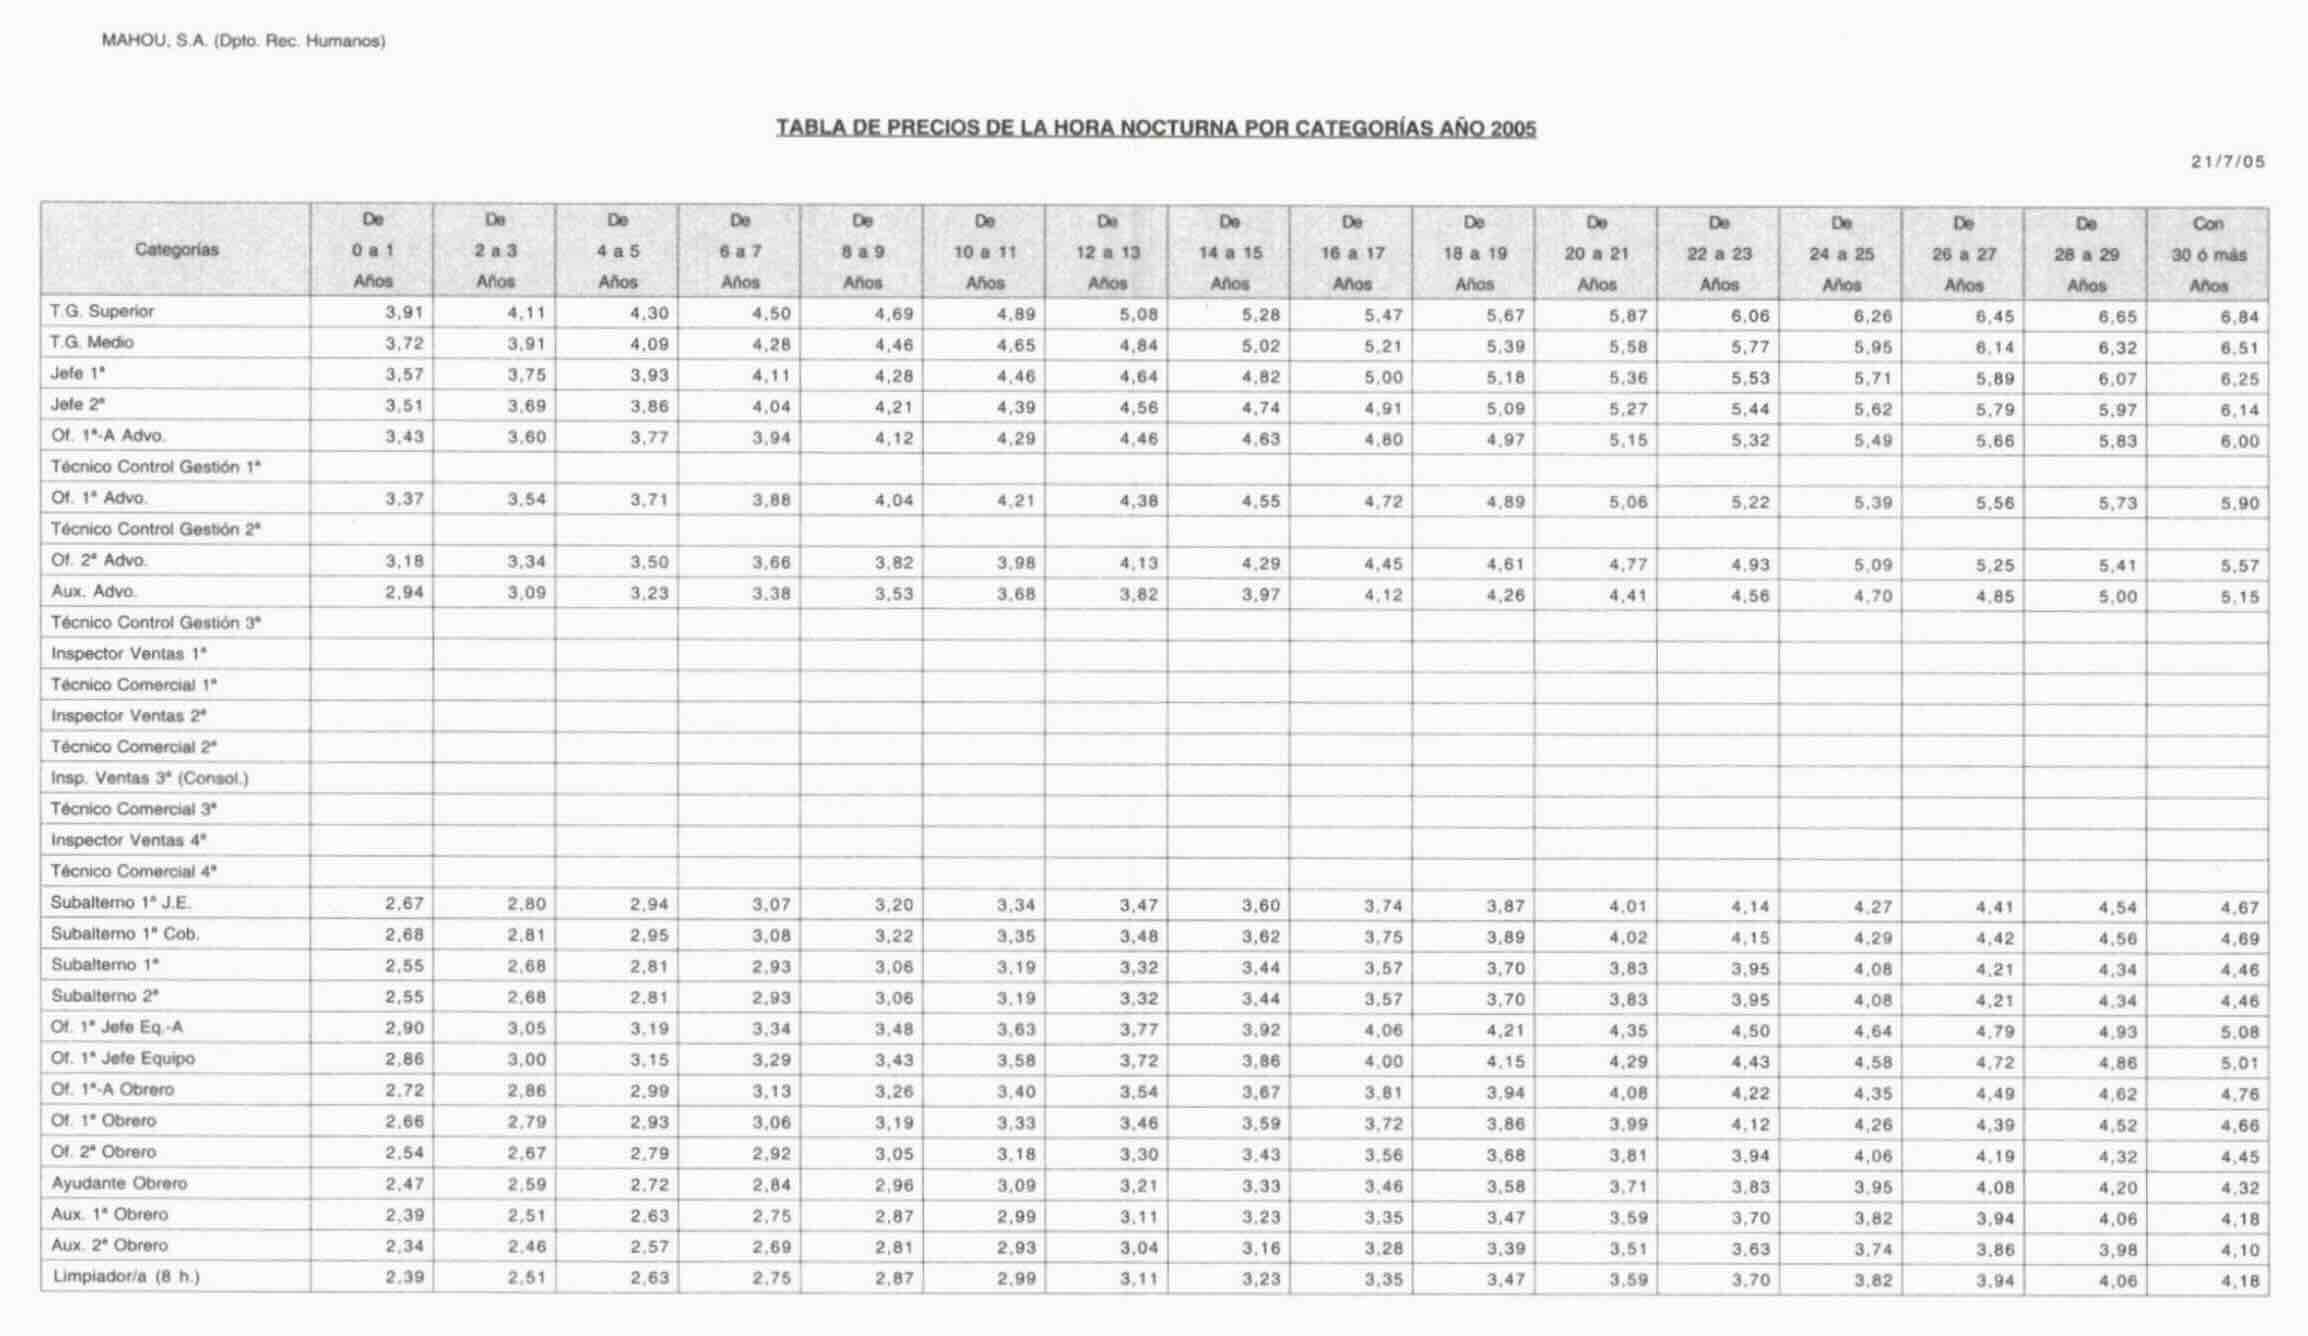 MAHOU, S.A. (Dpto. Rec. Humanos)
TABLA DE PRECIOS DE LA HORA NOCTURNA POR CATEGORÍAS AÑO 2005
21/7/05
Categorías De 0 a 1 Años De 2 a 3 Años De 4 a 5 Años De 6 a 7 Años De 8 a 9 Años De 10 a 11 Años De 12 a 13 Años De 14 a 15 Años De 16 a 17 Años De 18 a 19 Años De 20 a 21 Años De 22 a 23 Años De 24 a 25 Años De 26 a 27 Años De 28 a 29 Años Con 30 ó más Años
T.G. Superior 3,91 4,11 4,30 4,50 4,69 4,89 5,08 5,28 5,47 5,67 5,87 6,06 6,26 6,45 6,65 6,84
T.G. Medio 3,72 3,91 4,09 4,28 4,46 4,65 4,84 5,02 5,21 5,39 5,58 5,77 5,95 6,14 6,32 6,51
Jefe 1ª 3,57 3,75 3,93 4,11 4,28 4,46 4,64 4,82 5,00 5,18 5,36 5,53 5,71 5,89 6,07 6,25
Jefe 2ª 3,51 3,69 3,86 4,04 4,21 4,39 4,56 4,74 4,91 5,09 5,27 5,44 5,62 5,79 5,97 6,14
Of. 1ª-A Advo. 3,43 3,60 3,77 3,94 4,12 4,29 4,46 4,63 4,80 4,97 5,15 5,32 5,49 5,66 5,83 6,00
Técnico Control Gestión 1ª
Of. 1ª Advo. 3,37 3,54 3,71 3,88 4,04 4,21 4,38 4,55 4,72 4,89 5,06 5,22 5,39 5,56 5,73 5,90
Técnico Control Gestión 2ª
Of. 2ª Advo. 3,18 3,34 3,50 3,66 3,82 3,98 4,13 4,29 4,45 4,61 4,77 4,93 5,09 5,25 5,41 5,57
Aux. Advo. 2,94 3,09 3,23 3,38 3,53 3,68 3,82 3,97 4,12 4,26 4,41 4,56 4,70 4,85 5,00 5,15
Técnico Control Gestión 3ª
Inspector Ventas 1ª
Técnico Comercial 1ª
Inspector Ventas 2ª
Técnico Comercial 2ª
Insp. Ventas 3ª (Consol.)
Técnico Comercial 3ª
Inspector Ventas 4ª
Técnico Comercial 4ª
Subalterno 1ª J.E. 2,67 2,80 2,94 3,07 3,20 3,34 3,47 3,60 3,74 3,87 4,01 4,14 4,27 4,41 4,54 4,67
Subalterno 1ª Cob. 2,68 2,81 2,95 3,08 3,22 3,35 3,48 3,62 3,75 3,89 4,02 4,15 4,29 4,42 4,56 4,69
Subalterno 1ª 2,55 2,68 2,81 2,93 3,06 3,19 3,32 3,44 3,57 3,70 3,83 3,95 4,08 4,21 4,34 4,46
Subalterno 2ª 2,55 2,68 2,81 2,93 3,06 3,19 3,32 3,44 3,57 3,70 3,83 3,95 4,08 4,21 4,34 4,46
Of. 1ª Jefe Eq.-A 2,90 3,05 3,19 3,34 3,48 3,63 3,77 3,92 4,06 4,21 4,35 4,50 4,64 4,79 4,93 5,08
Of. 1ª Jefe Equipo 2,86 3,00 3,15 3,29 3,43 3,58 3,72 3,86 4,00 4,15 4,29 4,43 4,58 4,72 4,86 5,01
Of. 1ª-A Obrero 2,72 2,86 2,99 3,13 3,26 3,40 3,54 3,67 3,81 3,94 4,08 4,22 4,35 4,49 4,62 4,76
Of. 1ª Obrero 2,66 2,79 2,93 3,06 3,19 3,33 3,46 3,59 3,72 3,86 3,99 4,12 4,26 4,39 4,52 4,66
Of. 2ª Obrero 2,54 2,67 2,79 2,92 3,05 3,18 3,30 3,43 3,56 3,68 3,81 3,94 4,06 4,19 4,32 4,45
Ayudante Obrero 2,47 2,59 2,72 2,84 2,96 3,09 3,21 3,33 3,46 3,58 3,71 3,83 3,95 4,08 4,20 4,32
Aux. 1ª Obrero 2,39 2,51 2,63 2,75 2,87 2,99 3,11 3,23 3,35 3,47 3,59 3,70 3,82 3,94 4,06 4,18
Aux. 2ª Obrero 2,34 2,46 2,57 2,69 2,81 2,93 3,04 3,16 3,28 3,39 3,51 3,63 3,74 3,86 3,98 4,10
Limpiador/a (8 h.) 2,39 2,51 2,63 2,75 2,87 2,99 3,11 3,23 3,35 3,47 3,59 3,70 3,82 3,94 4,06 4,18